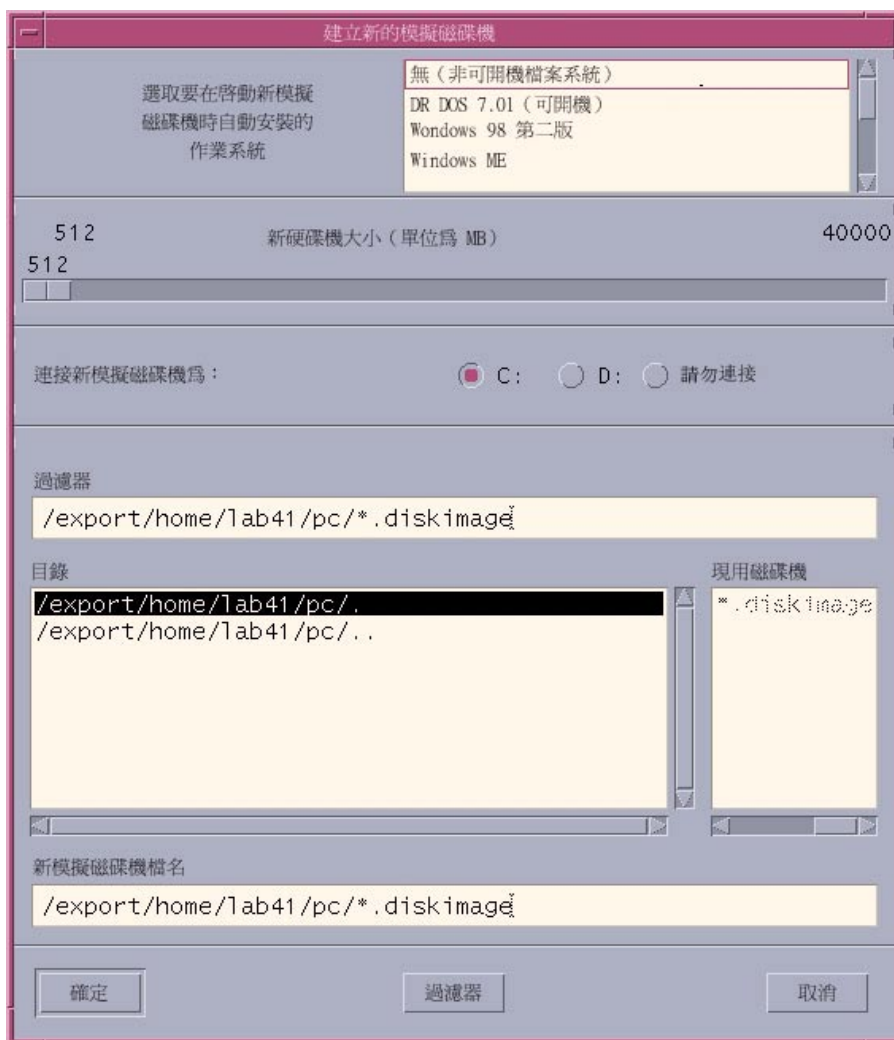 建立新的模擬磁碟機
選取要在啓動新模擬
磁碟機時自動安裝的
作業系統
無（非可開機檔案系統）
DR DOS 7.01（可開機）
Wondows 98 第二版
Windows ME
512
新硬碟機大小（單位爲 MB）
40000
512
連接新模擬磁碟機爲：
C:
D:
請勿連接
過濾器
/export/home/lab41/pc/*.diskimage
目錄
現用磁碟機
/export/home/lab41/pc/.
/export/home/lab41/pc/..
*.diskimage
新模擬磁碟機檔名
/export/home/lab41/pc/*.diskimage
確定
過濾器
取消